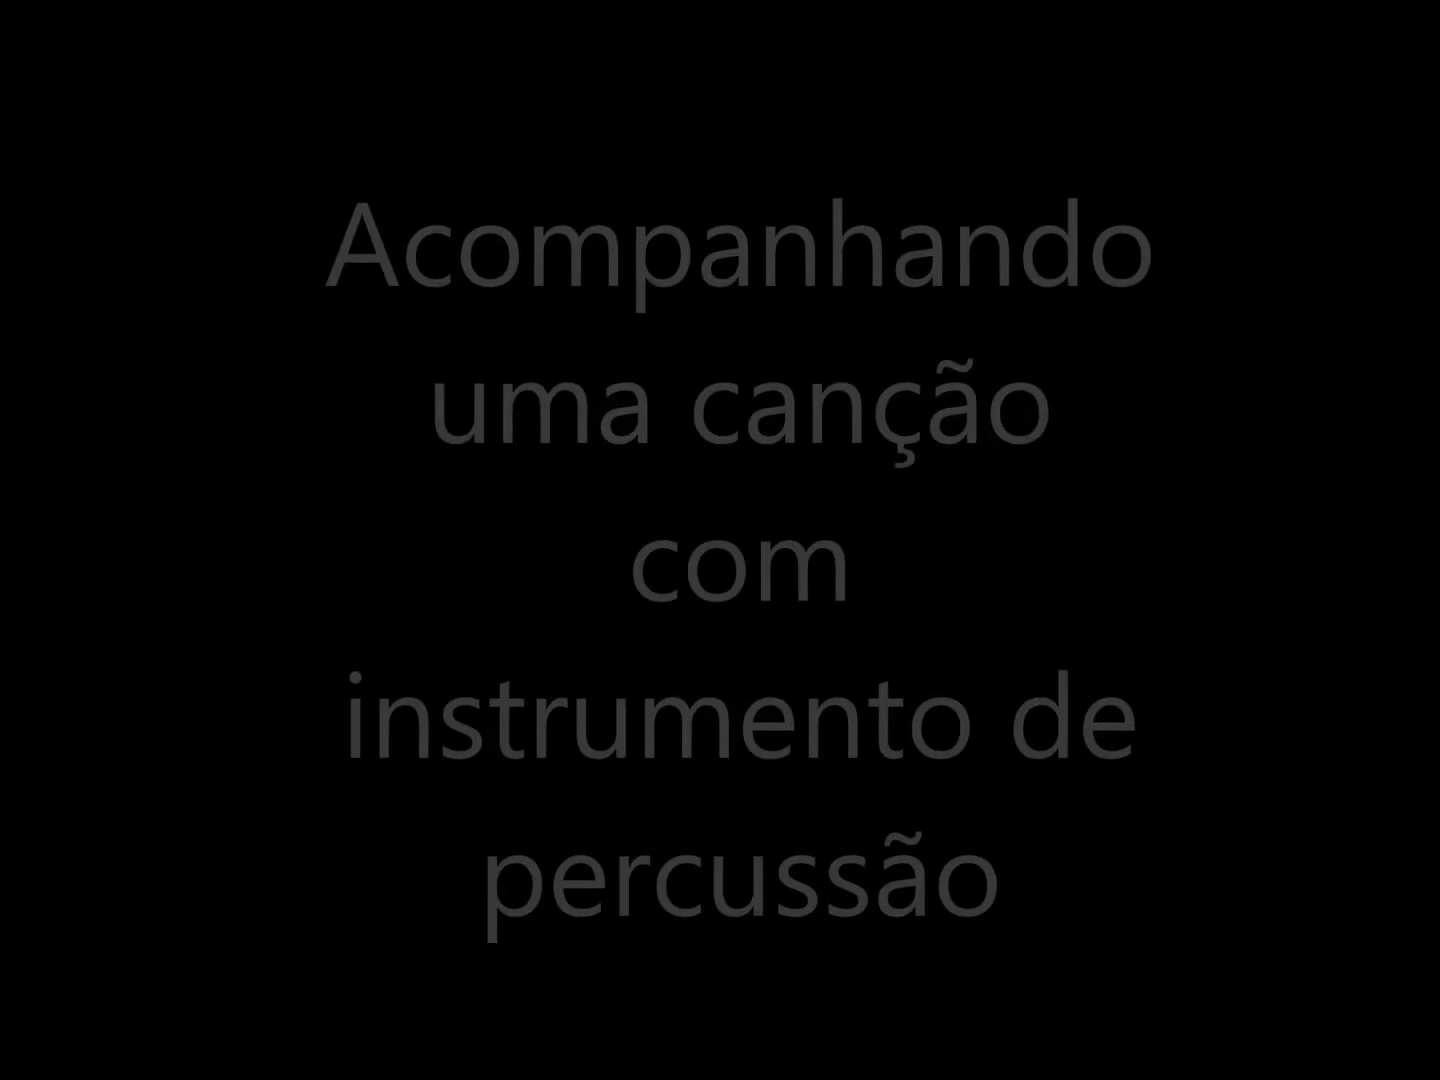 Acompanhando
uma canção
com
instrumento de
percussão